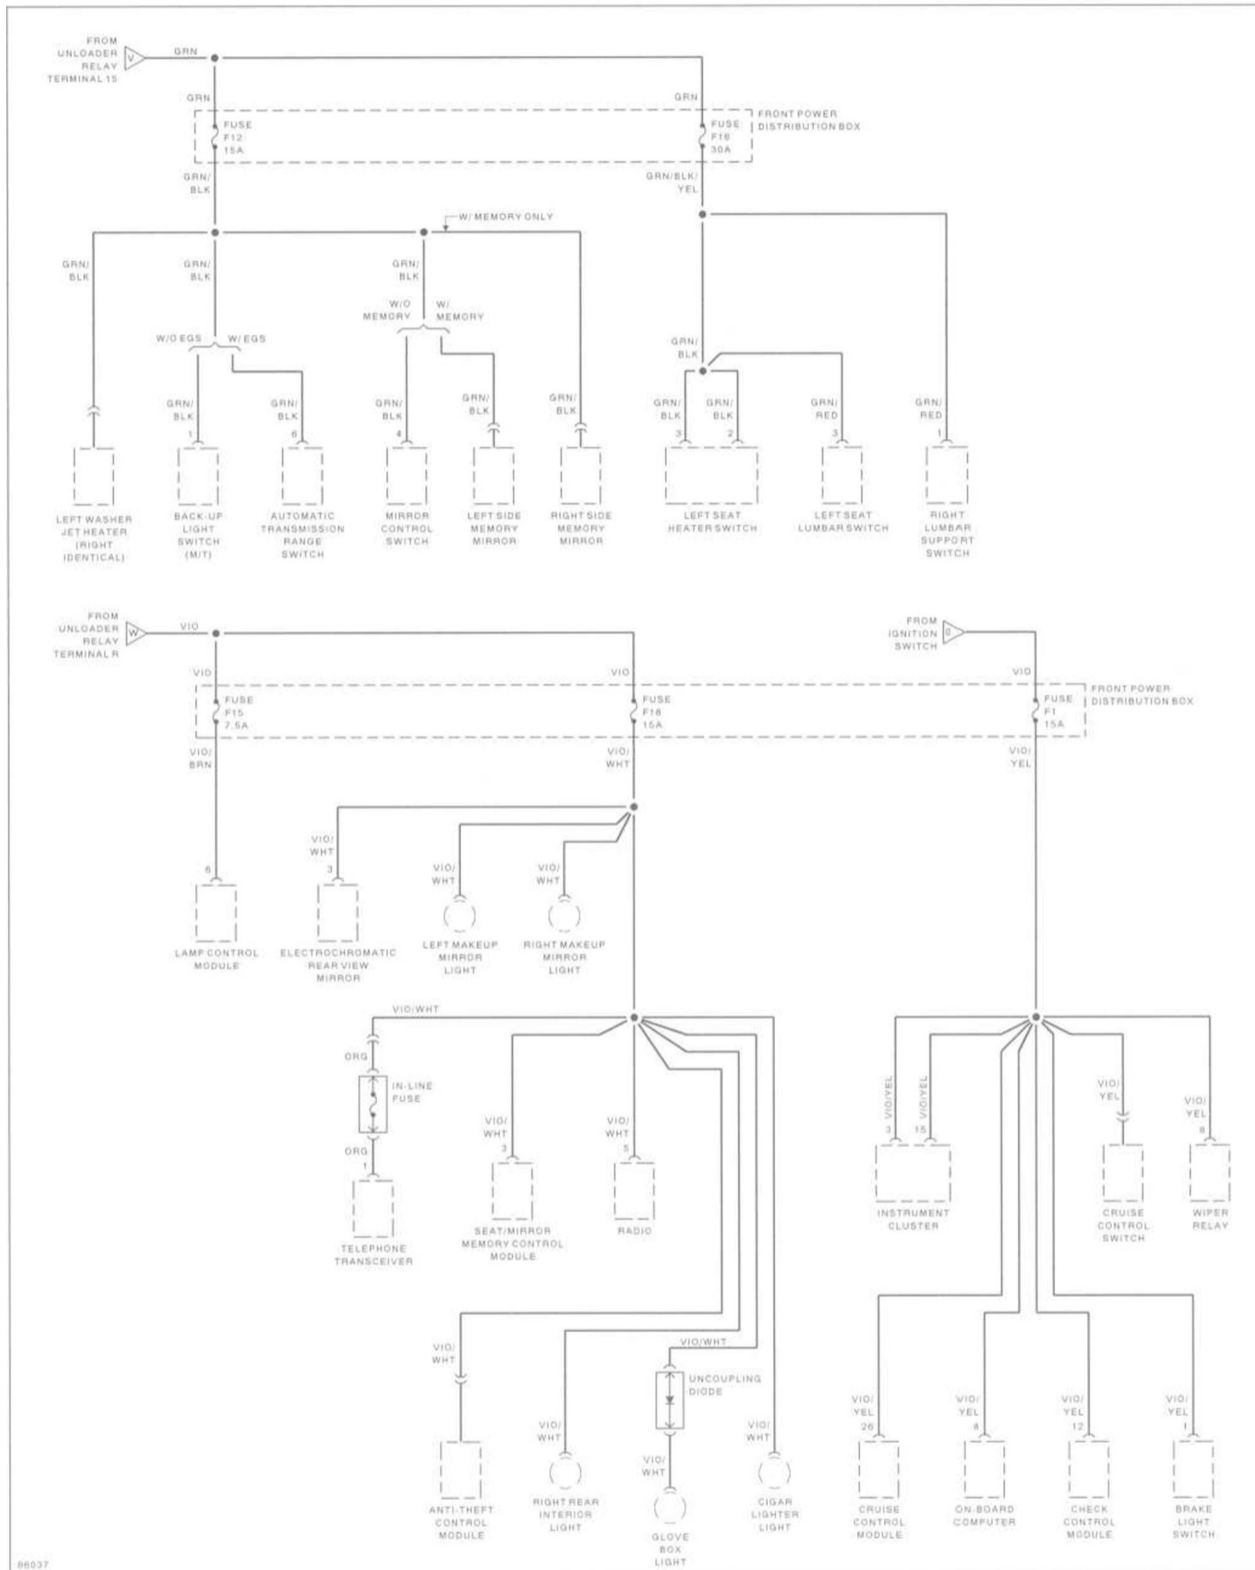 FROM
UNLOADER
RELAY
TERMINAL 15
V
GRN
GRN
GRN
FUSE
F12
15A
FUSE
F16
30A
FRONT POWER
DISTRIBUTION BOX
GRN/
BLK
GRN/BLK/
YEL
W/ MEMORY ONLY
GRN/
BLK
GRN/
BLK
GRN/
BLK
W/O
MEMORY
W/
MEMORY
W/O EGS
W/ EGS
GRN/
BLK
GRN/
BLK
1
GRN/
BLK
6
GRN/
BLK
4
GRN/
BLK
GRN/
BLK
GRN/
BLK
3
GRN/
BLK
2
GRN/
RED
3
GRN/
RED
1
LEFT WASHER
JET HEATER
(RIGHT
IDENTICAL)
BACK-UP
LIGHT
SWITCH
(M/T)
AUTOMATIC
TRANSMISSION
RANGE
SWITCH
MIRROR
CONTROL
SWITCH
LEFT SIDE
MEMORY
MIRROR
RIGHT SIDE
MEMORY
MIRROR
LEFT SEAT
HEATER SWITCH
LEFT SEAT
LUMBAR SWITCH
RIGHT
LUMBAR
SUPPORT
SWITCH
FROM
UNLOADER
RELAY
TERMINAL R
W
VIO
FROM
IGNITION
SWITCH
VIO
VIO
VIO
FUSE
F15
7.5A
FUSE
F18
15A
FUSE
F1
15A
FRONT POWER
DISTRIBUTION BOX
VIO/
BRN
VIO/
WHT
VIO/
YEL
6
VIO/
WHT
3
VIO/
WHT
VIO/
WHT
LAMP CONTROL
MODULE
ELECTROCHROMATIC
REAR VIEW
MIRROR
LEFT MAKEUP
MIRROR
LIGHT
RIGHT MAKEUP
MIRROR
LIGHT
VIO/WHT
ORG
IN-LINE
FUSE
ORG
1
TELEPHONE
TRANSCEIVER
VIO/
WHT
3
SEAT/MIRROR
MEMORY CONTROL
MODULE
VIO/
WHT
5
RADIO
VIO/YEL
3
VIO/YEL
15
INSTRUMENT
CLUSTER
VIO/
YEL
CRUISE
CONTROL
SWITCH
VIO/
YEL
8
WIPER
RELAY
VIO/
WHT
ANTI-THEFT
CONTROL
MODULE
VIO/
WHT
RIGHT REAR
INTERIOR
LIGHT
VIO/WHT
UNCOUPLING
DIODE
VIO/
WHT
GLOVE
BOX
LIGHT
VIO/
WHT
CIGAR
LIGHTER
LIGHT
VIO/
YEL
26
CRUISE
CONTROL
MODULE
VIO/
YEL
8
ON-BOARD
COMPUTER
VIO/
YEL
12
CHECK
CONTROL
MODULE
VIO/
YEL
1
BRAKE
LIGHT
SWITCH
86037